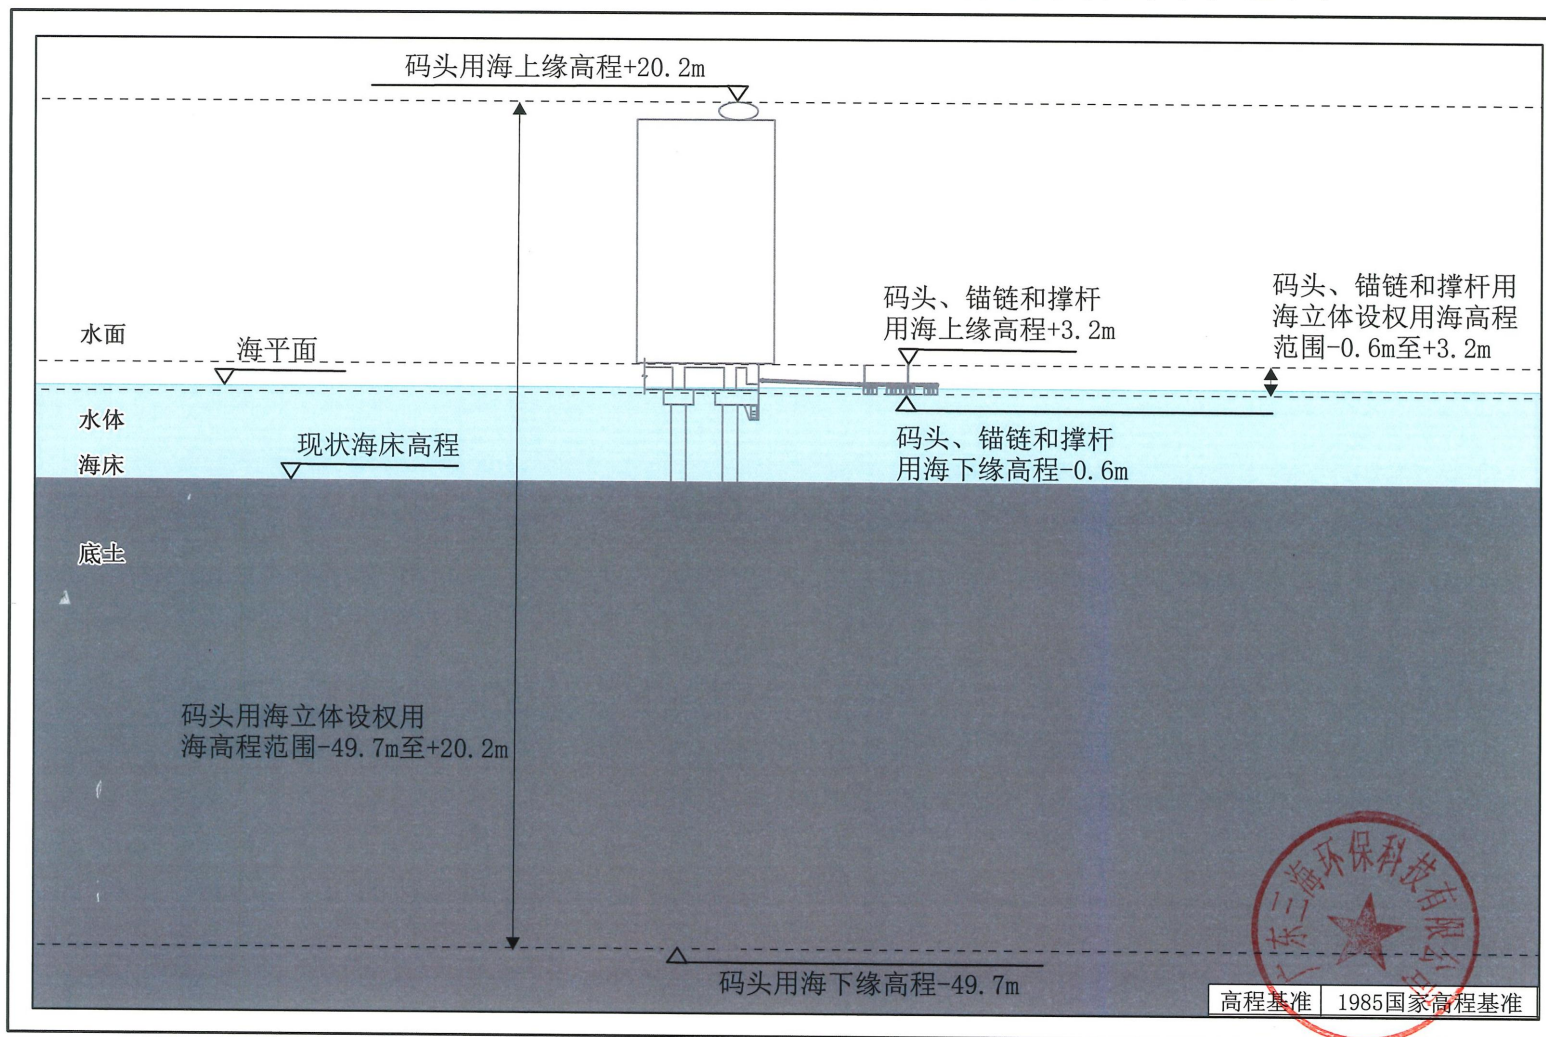 码头用海上缘高程+20.2m
码头、锚链和撑杆
用海上缘高程+3.2m
码头、锚链和撑杆用
海立体设权用海高程
范围-0.6m至+3.2m
水面
海平面
水体
现状海床高程
海床
码头、锚链和撑杆
用海下缘高程-0.6m
底土
码头用海立体设权用
海高程范围-49.7m至+20.2m
码头用海下缘高程-49.7m
广东三海环保科技有限公司
高程基准 1985国家高程基准